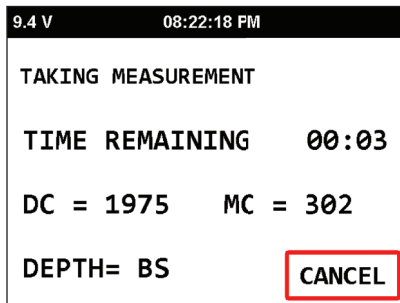 9.4 V 08:22:18 PM
TAKING MEASUREMENT
TIME REMAINING 00:03
DC = 1975 MC = 302
DEPTH= BS CANCEL